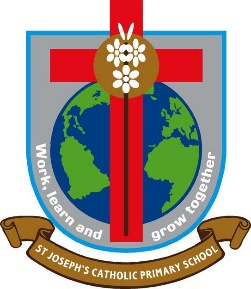 Work, learn and grow together
ST JOSEPH'S CATHOLIC PRIMARY SCHOOL